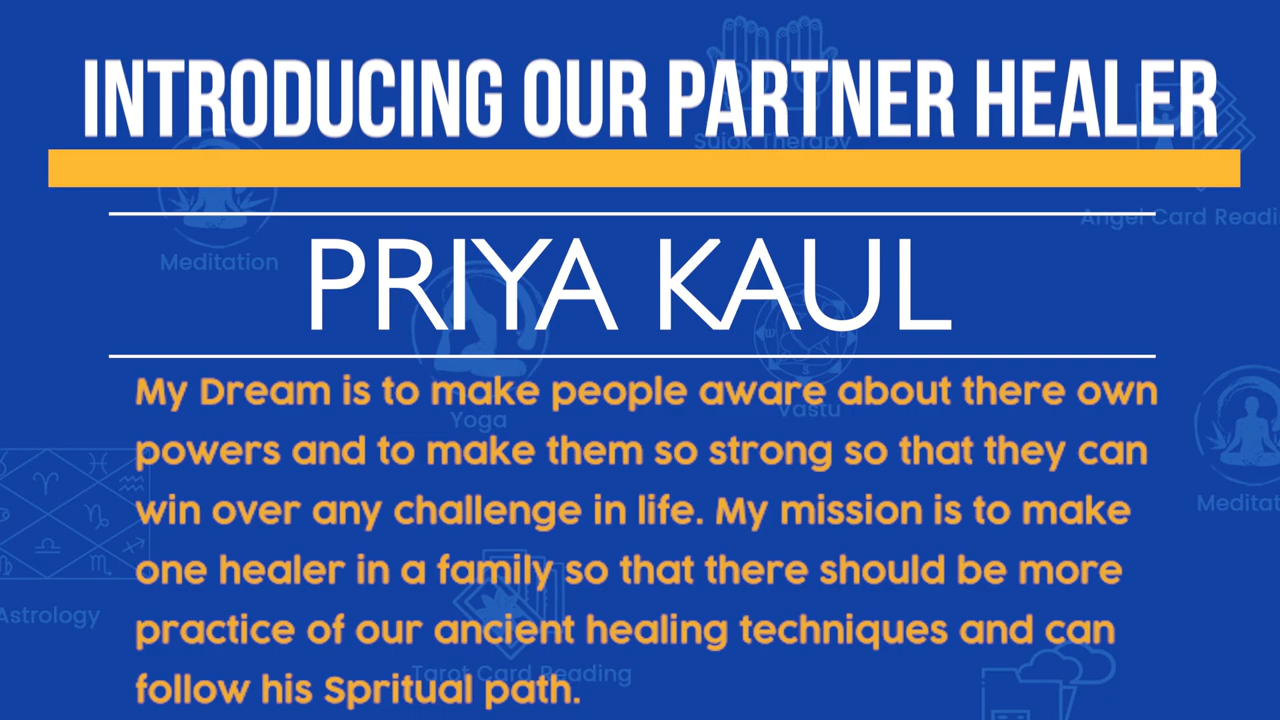 INTRODUCING OUR PARTNER HEALER
Sujok Therapy
Angel Card Readi
Meditation
PRIYA KAUL
My Dream is to make people aware about there own
Yoga
Vastu
powers and to make them so strong so that they can
win over any challenge in life. My mission is to make
Meditat
one healer in a family so that there should be more
Astrology
practice of our ancient healing techniques and can
Tarot Card Reading
follow his Spritual path.